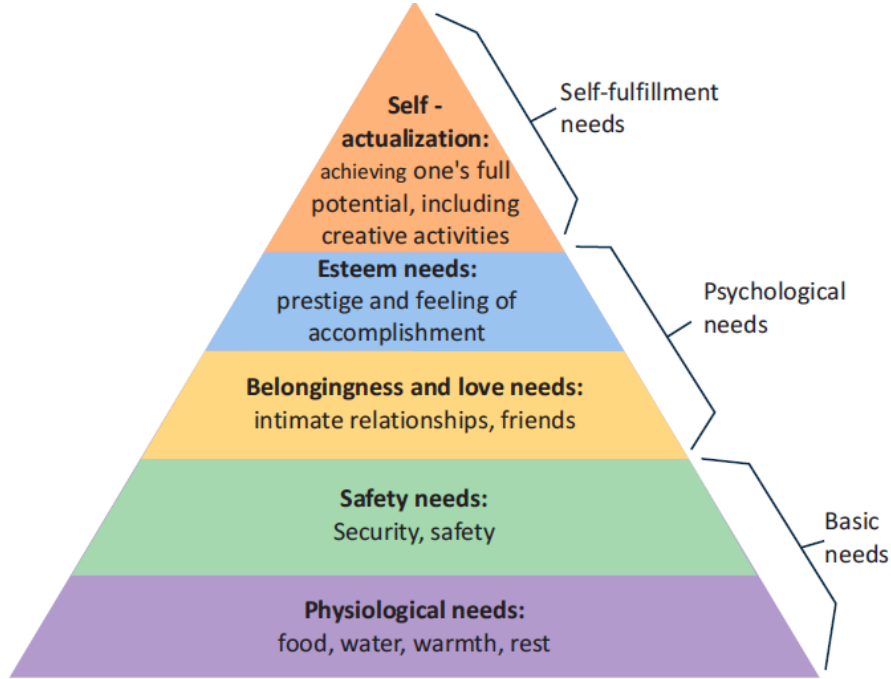 Self -
actualization:
achieving one's full
potential, including
creative activities
Self-fulfillment
needs
Esteem needs:
prestige and feeling of
accomplishment
Psychological
needs
Belongingness and love needs:
intimate relationships, friends
Safety needs:
Security, safety
Basic
needs
Physiological needs:
food, water, warmth, rest